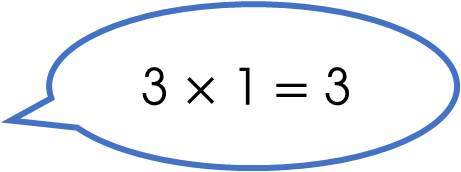 3 × 1 = 3